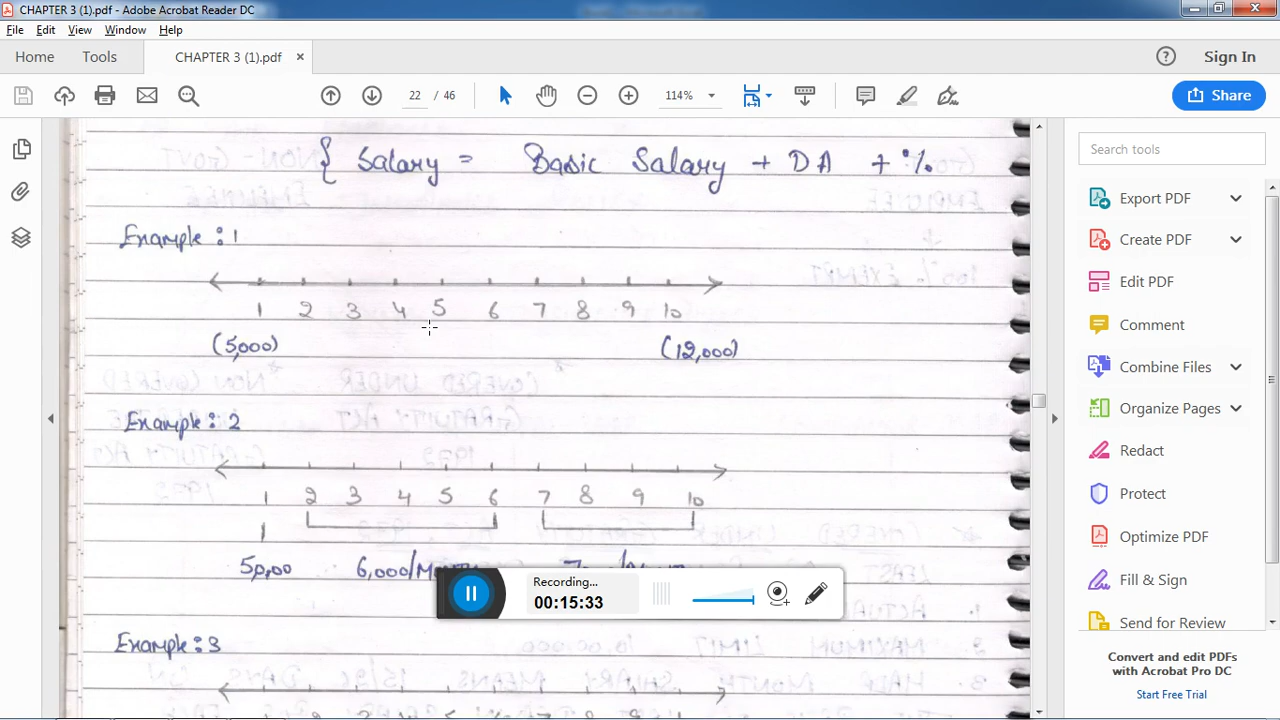 CHAPTER 3 (1).pdf - Adobe Acrobat Reader DC
File Edit View Window Help
Home Tools CHAPTER 3 (1).pdf × Sign In
22 / 46 114% Share
{ Salary = Basic Salary + DA + %.
Example : 1
1 2 3 4 5 6 7 8 9 10
(5,000) (12,000)
Example : 2
1 2 3 4 5 6 7 8 9 10
50,00 6,000/Month
Recording...
00:15:33
Example : 3
Search tools
Export PDF
Create PDF
Edit PDF
Comment
Combine Files
Organize Pages
Redact
Protect
Optimize PDF
Fill & Sign
Send for Review
Convert and edit PDFs
with Acrobat Pro DC
Start Free Trial